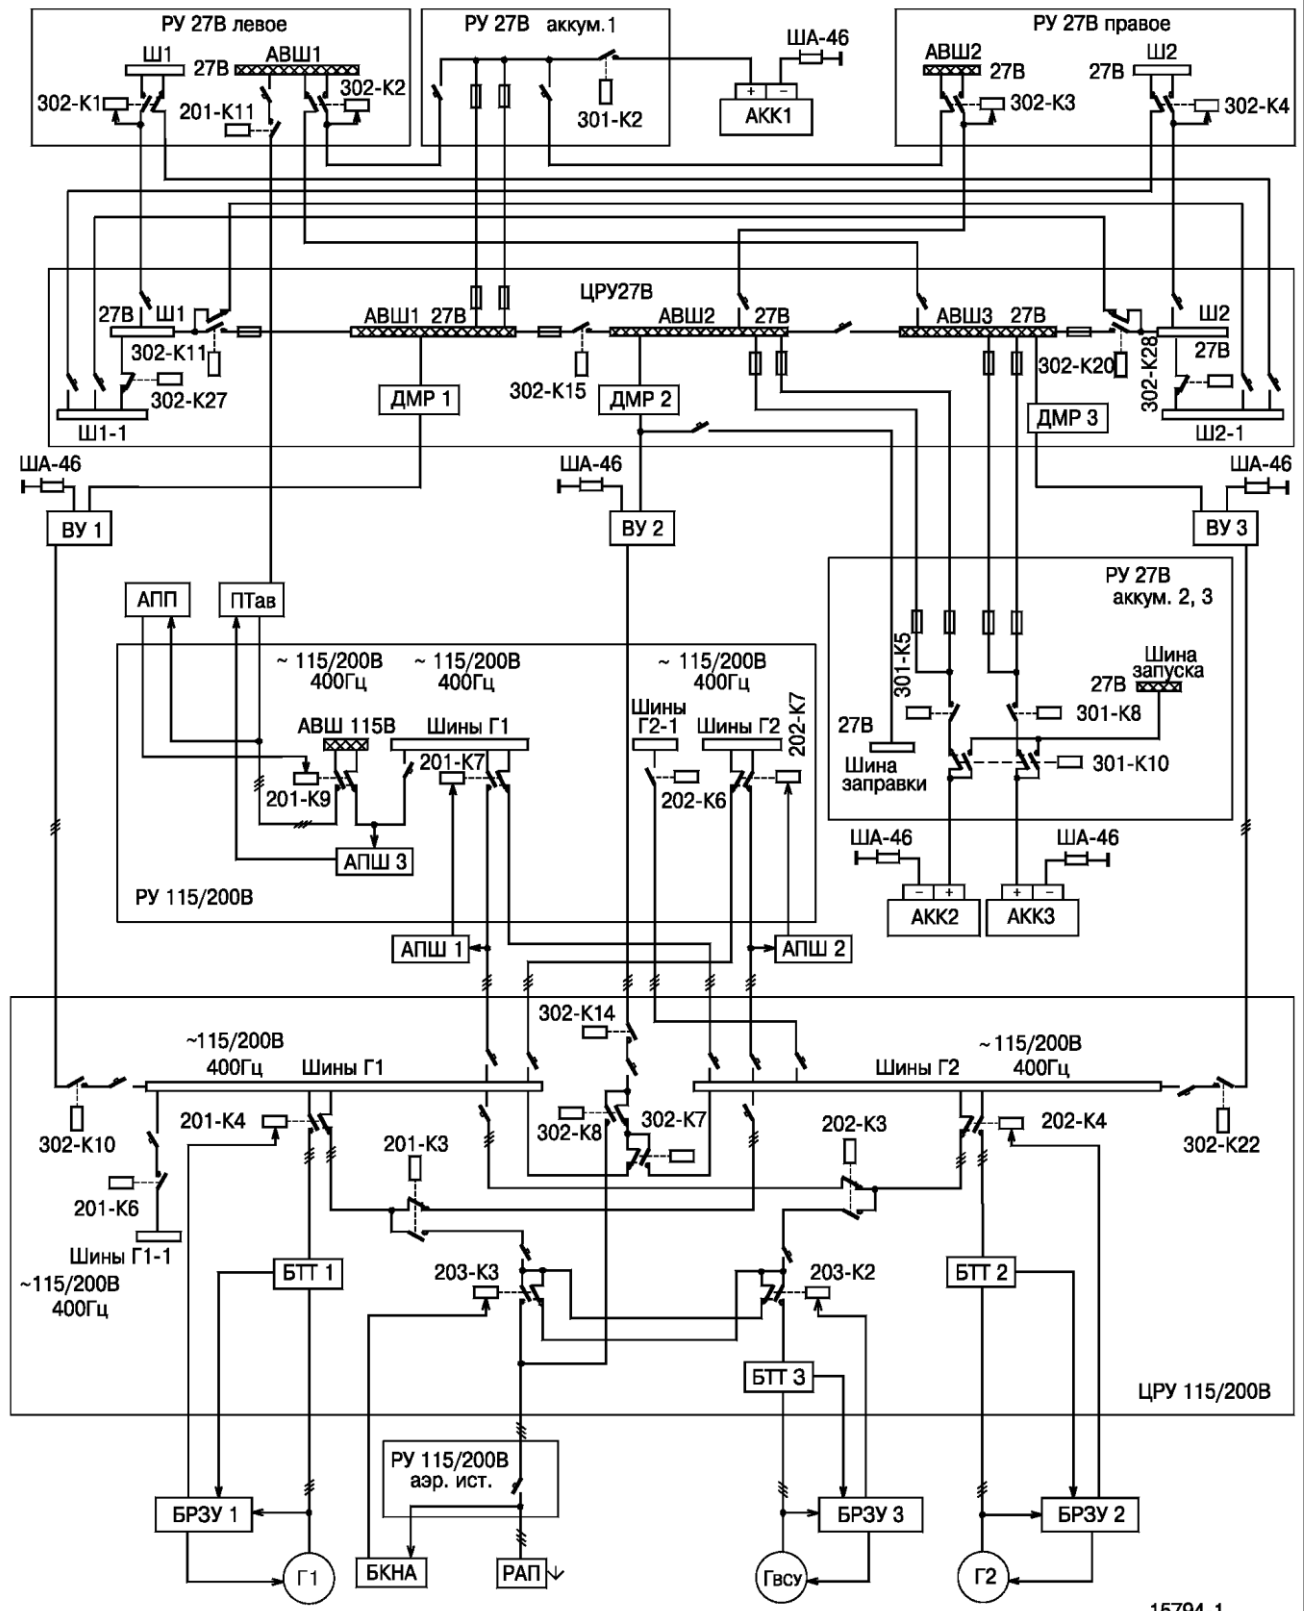 РУ 27В левое
РУ 27В аккум.1
РУ 27В правое
Ш1
27В
АВШ1
302-К1
201-К11
302-К2
301-К2
ША-46
+ −
АКК1
АВШ2
27В
Ш2
27В
302-К3
302-К4
ЦРУ27В
27В
Ш1
302-К11
302-К27
Ш1-1
АВШ1 27В
ДМР 1
302-К15
АВШ2 27В
ДМР 2
АВШ3 27В
302-К20
ДМР 3
302-К28
Ш2
27В
Ш2-1
ША-46
ША-46
ША-46
ВУ 1
ВУ 2
ВУ 3
АПП
ПТав
РУ 27В
аккум. 2, 3
301-К5
Шина
запуска
27В
301-К8
301-К10
27В
Шина
заправки
ША-46
ША-46
− +
АКК2
+ −
АКК3
~ 115/200В
400Гц
~ 115/200В
400Гц
~ 115/200В
400Гц
АВШ 115В
Шины Г1
Шины
Г2-1
Шины Г2
202-К7
201-К7
201-К9
202-К6
АПШ 3
РУ 115/200В
АПШ 1
АПШ 2
302-К14
~115/200В
400Гц
Шины Г1
Шины Г2
~ 115/200В
400Гц
302-К10
201-К4
201-К3
302-К8
302-К7
202-К3
202-К4
302-К22
201-К6
Шины Г1-1
~115/200В
400Гц
БТТ 1
203-К3
203-К2
БТТ 2
БТТ 3
ЦРУ 115/200В
РУ 115/200В
аэр. ист.
БРЗУ 1
БРЗУ 3
БРЗУ 2
Г1
БКНА
РАП
Гвсу
Г2
15794-1